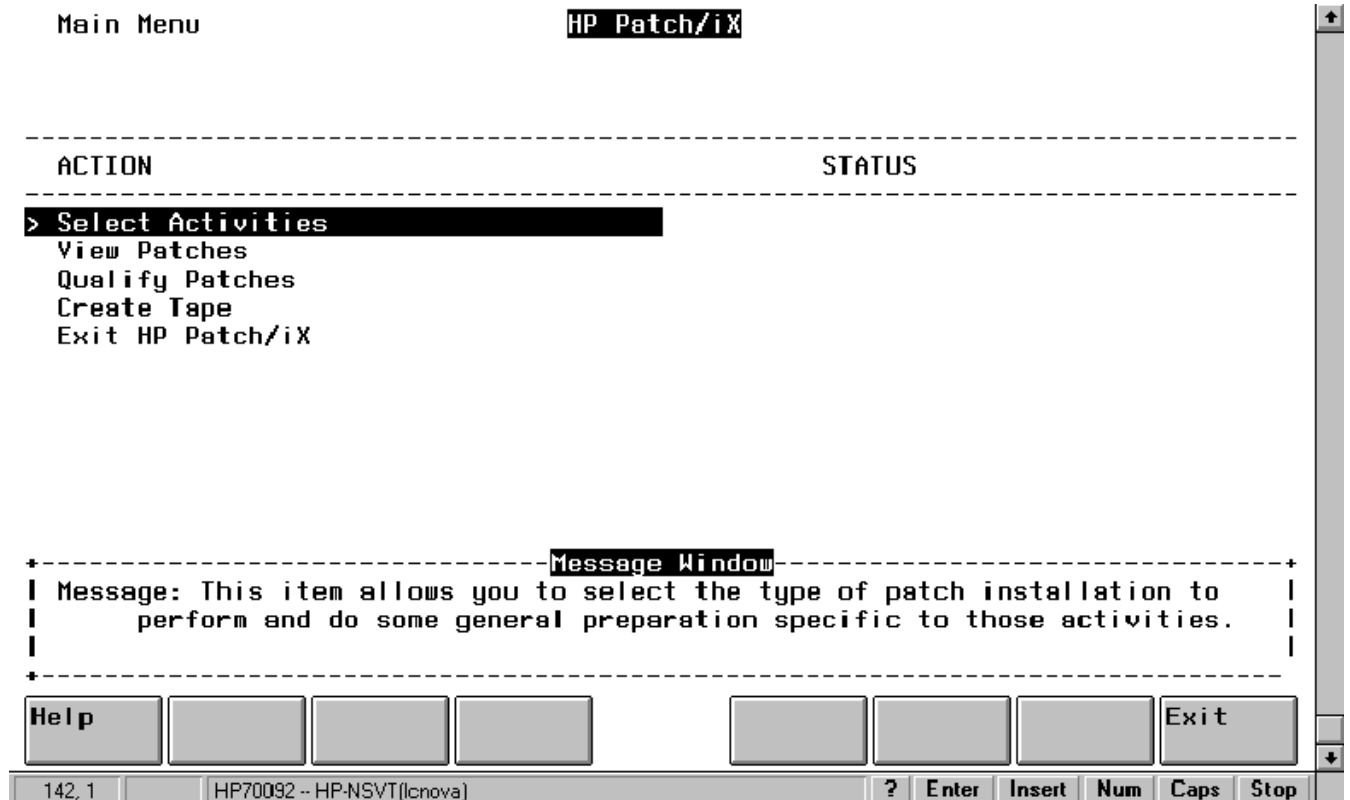 Main Menu HP Patch/iX
ACTION STATUS
> Select Activities
View Patches
Qualify Patches
Create Tape
Exit HP Patch/iX
Message Window
Message: This item allows you to select the type of patch installation to
perform and do some general preparation specific to those activities.
Help Exit
142, 1 HP70092 -- HP-NSVT(lcnova) ? Enter Insert Num Caps Stop